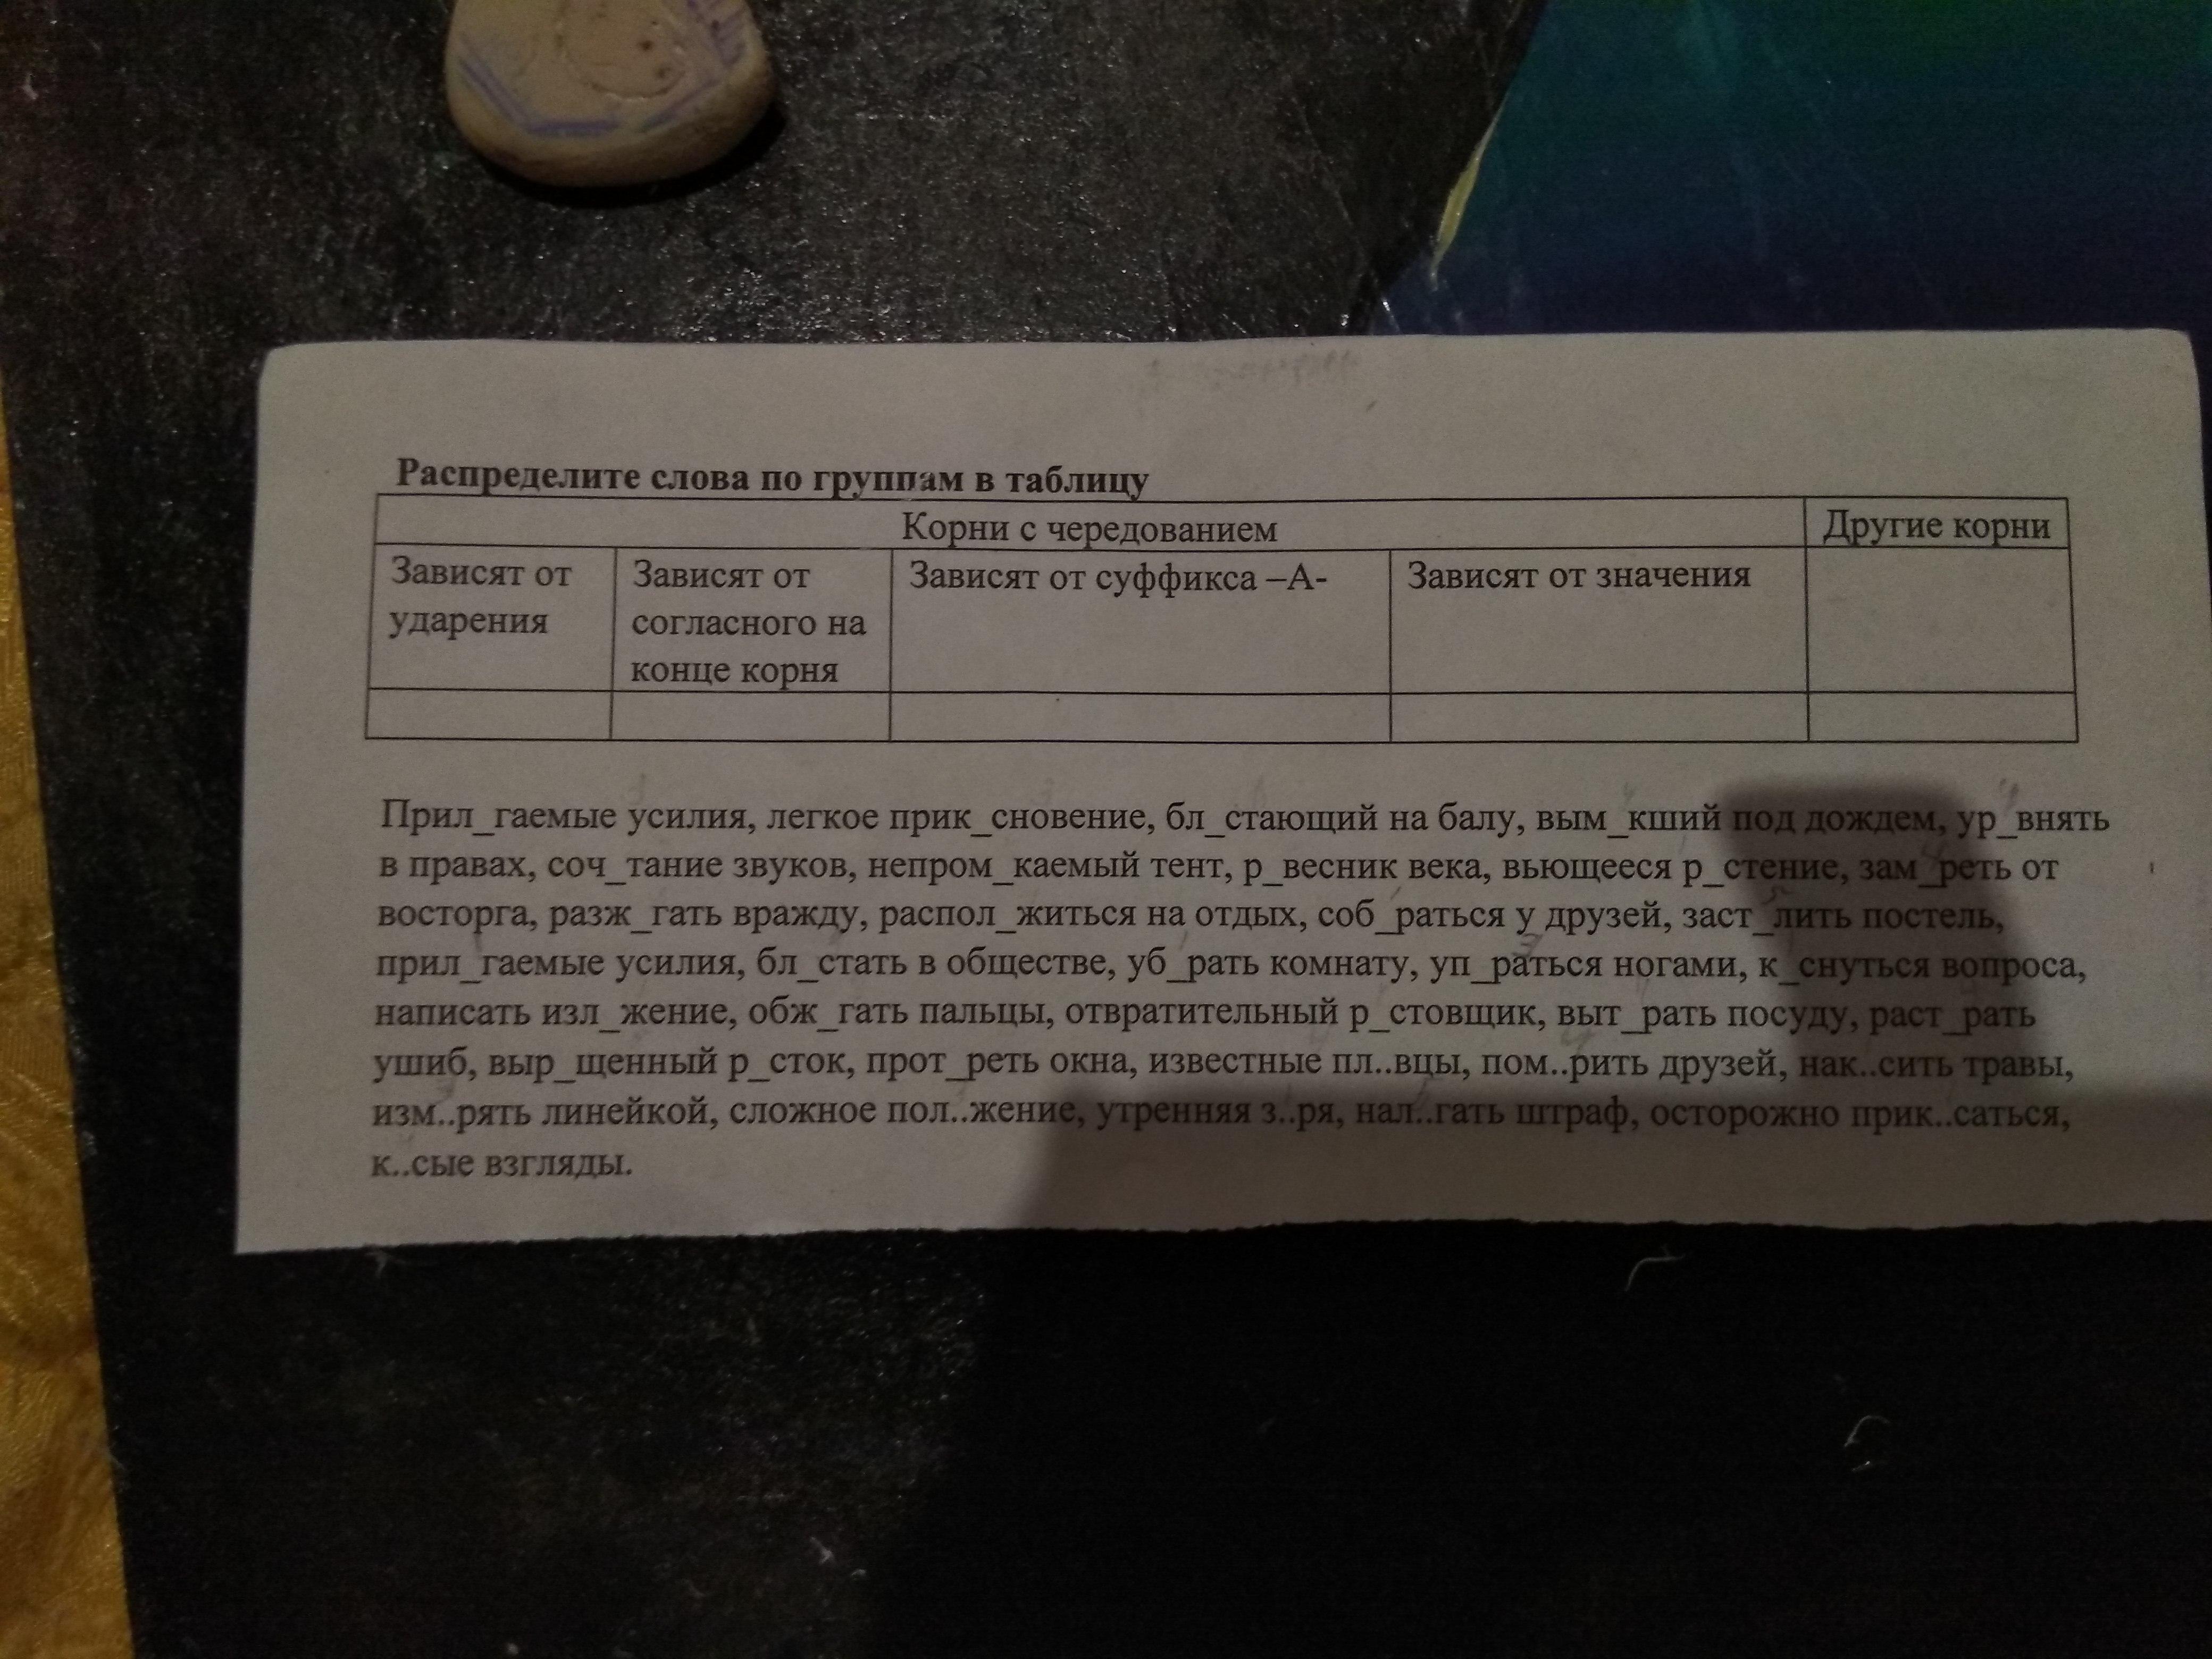 Распределите слова по группам в таблицу
Корни с чередованием Другие корни
Зависят от ударения Зависят от согласного на конце корня Зависят от суффикса –А- Зависят от значения
Прил_гаемые усилия, легкое прик_сновение, бл_стающий на балу, вым_кший под дождем, ур_внять
в правах, соч_тание звуков, непром_каемый тент, р_весник века, вьющееся р_стение, зам_реть от
восторга, разж_гать вражду, распол_житься на отдых, соб_раться у друзей, заст_лить постель,
прил_гаемые усилия, бл_стать в обществе, уб_рать комнату, уп_раться ногами, к_снуться вопроса,
написать изл_жение, обж_гать пальцы, отвратительный р_стовщик, выт_рать посуду, раст_рать
ушиб, выр_щенный р_сток, прот_реть окна, известные пл..вцы, пом..рить друзей, нак..сить травы,
изм..рять линейкой, сложное пол..жение, утренняя з..ря, нал..гать штраф, осторожно прик..саться,
к..сые взгляды.